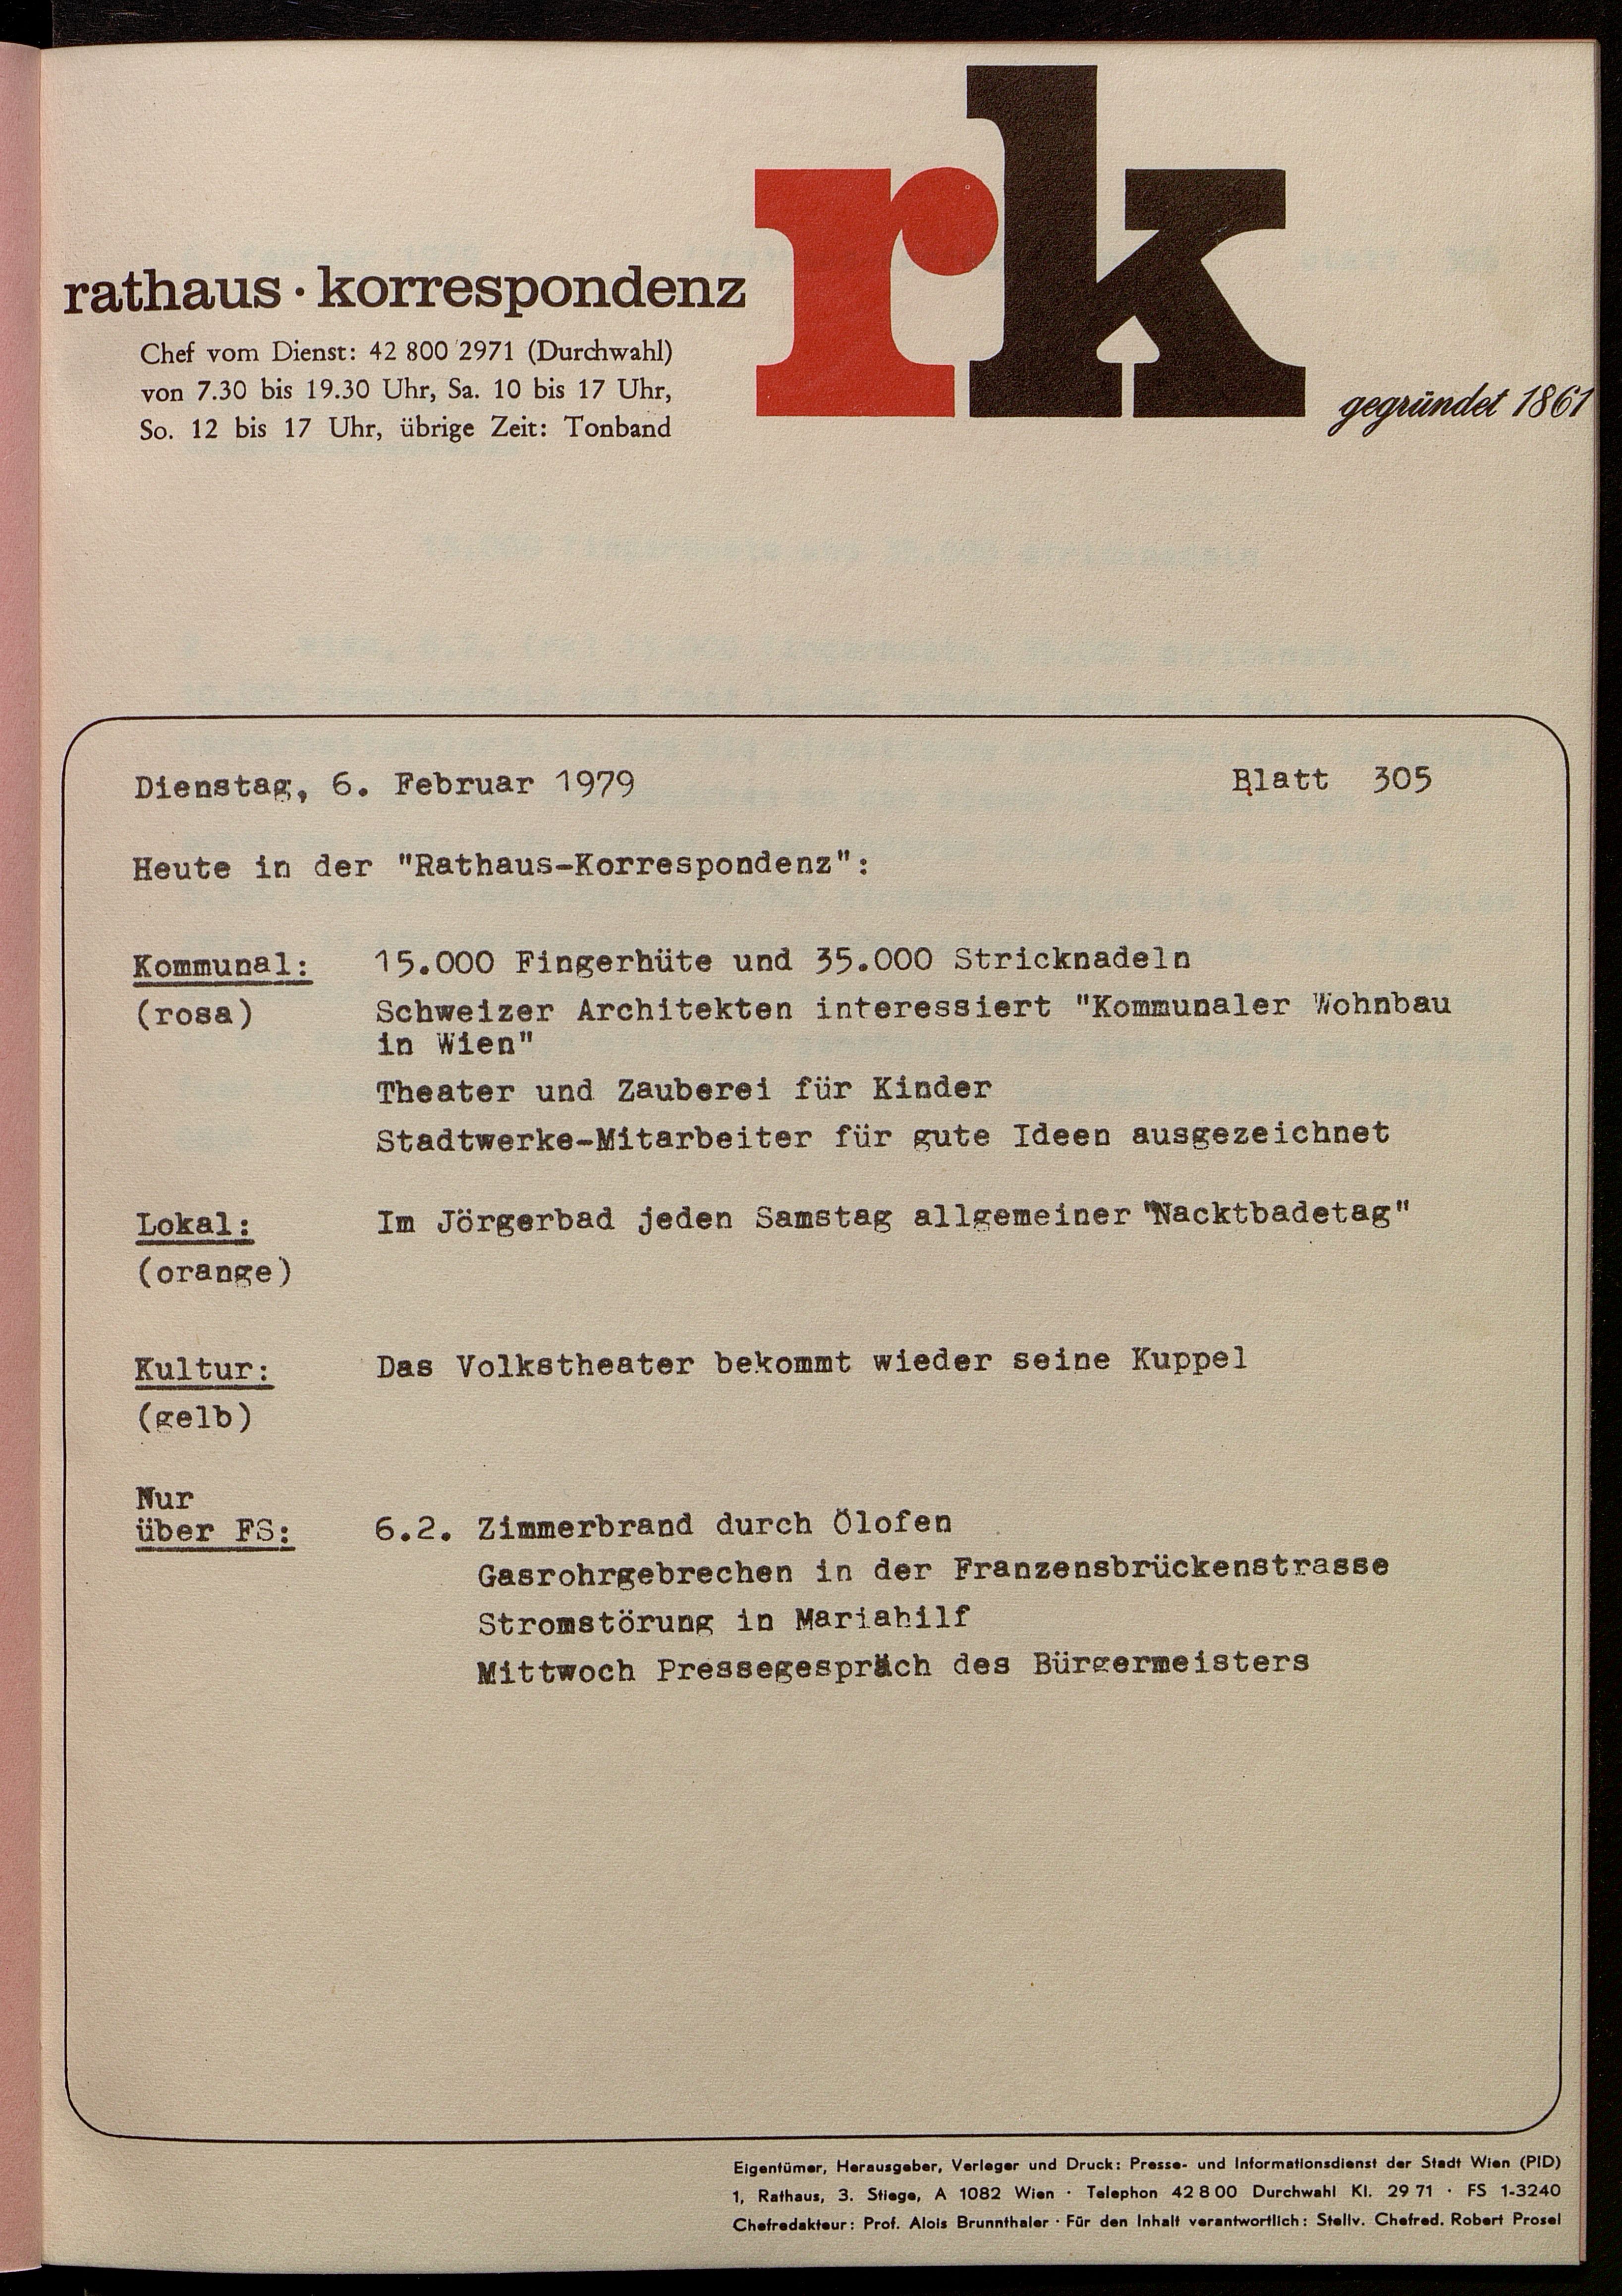 rk
rathaus · korrespondenz
Chef vom Dienst: 42 800 2971 (Durchwahl)
von 7.30 bis 19.30 Uhr, Sa. 10 bis 17 Uhr,
So. 12 bis 17 Uhr, übrige Zeit: Tonband
gegründet 1861
Dienstag, 6. Februar 1979 Blatt 305
Heute in der "Rathaus-Korrespondenz":
Kommunal: 15.000 Fingerhüte und 35.000 Stricknadeln
(rosa) Schweizer Architekten interessiert "Kommunaler Wohnbau
in Wien"
Theater und Zauberei für Kinder
Stadtwerke-Mitarbeiter für gute Ideen ausgezeichnet
Lokal: Im Jörgerbad jeden Samstag allgemeiner "Nacktbadetag"
(orange)
Kultur: Das Volkstheater bekommt wieder seine Kuppel
(gelb)
Nur
über FS: 6.2. Zimmerbrand durch Ölofen
Gasrohrgebrechen in der Franzensbrückenstrasse
Stromstörung in Mariahilf
Mittwoch Pressegespräch des Bürgermeisters
Eigentümer, Herausgeber, Verleger und Druck: Presse- und Informationsdienst der Stadt Wien (PID)
1, Rathaus, 3. Stiege, A 1082 Wien · Telephon 42 8 00 Durchwahl Kl. 29 71 · FS 1-3240
Chefredakteur: Prof. Alois Brunnthaler · Für den Inhalt verantwortlich: Stellv. Chefred. Robert Prosel